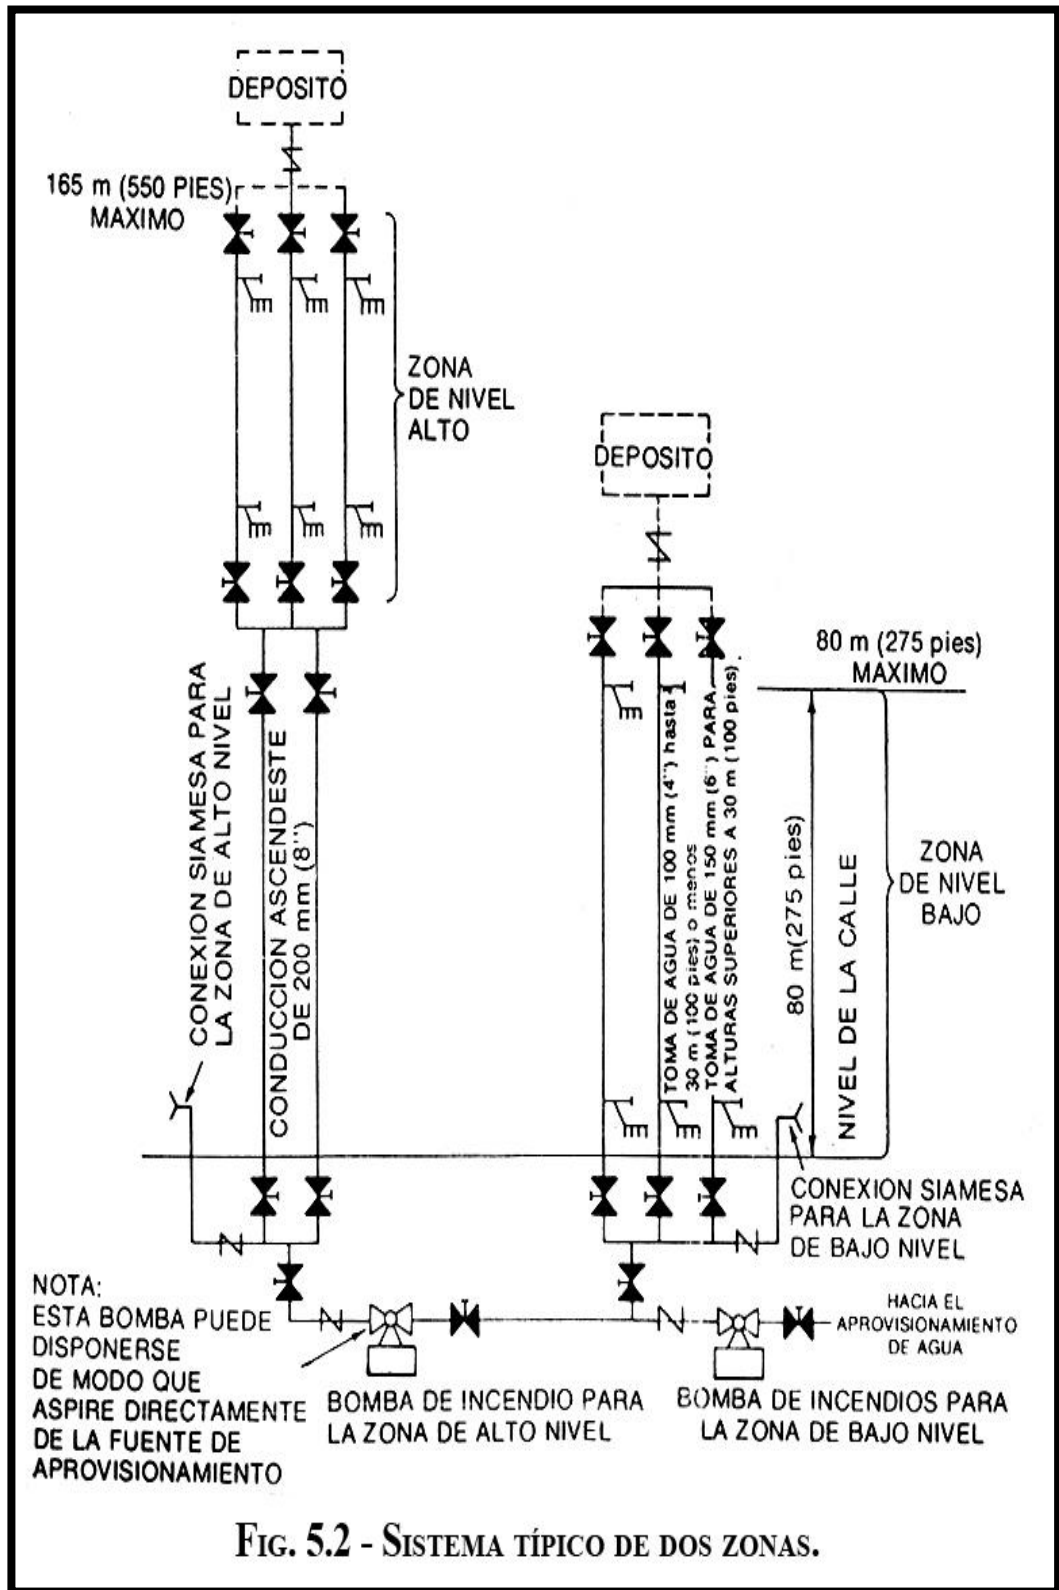 DEPOSITO
165 m (550 PIES)
MAXIMO
ZONA
DE NIVEL
ALTO
DEPOSITO
80 m (275 pies)
MAXIMO
CONEXION SIAMESA PARA
LA ZONA DE ALTO NIVEL
CONDUCCION ASCENDESTE
DE 200 mm (8")
TOMA DE AGUA DE 100 mm (4") hasta
30 m (100 pies) o menos
TOMA DE AGUA DE 150 mm (6") PARA
ALTURAS SUPERIORES A 30 m (100 pies)
80 m(275 pies)
NIVEL DE LA CALLE
ZONA
DE NIVEL
BAJO
CONEXION SIAMESA
PARA LA ZONA
DE BAJO NIVEL
NOTA:
ESTA BOMBA PUEDE
DISPONERSE
DE MODO QUE
ASPIRE DIRECTAMENTE
DE LA FUENTE DE
APROVISIONAMIENTO
BOMBA DE INCENDIO PARA
LA ZONA DE ALTO NIVEL
HACIA EL
APROVISIONAMIENTO
DE AGUA
BOMBA DE INCENDIOS PARA
LA ZONA DE BAJO NIVEL
FIG. 5.2 - SISTEMA TÍPICO DE DOS ZONAS.